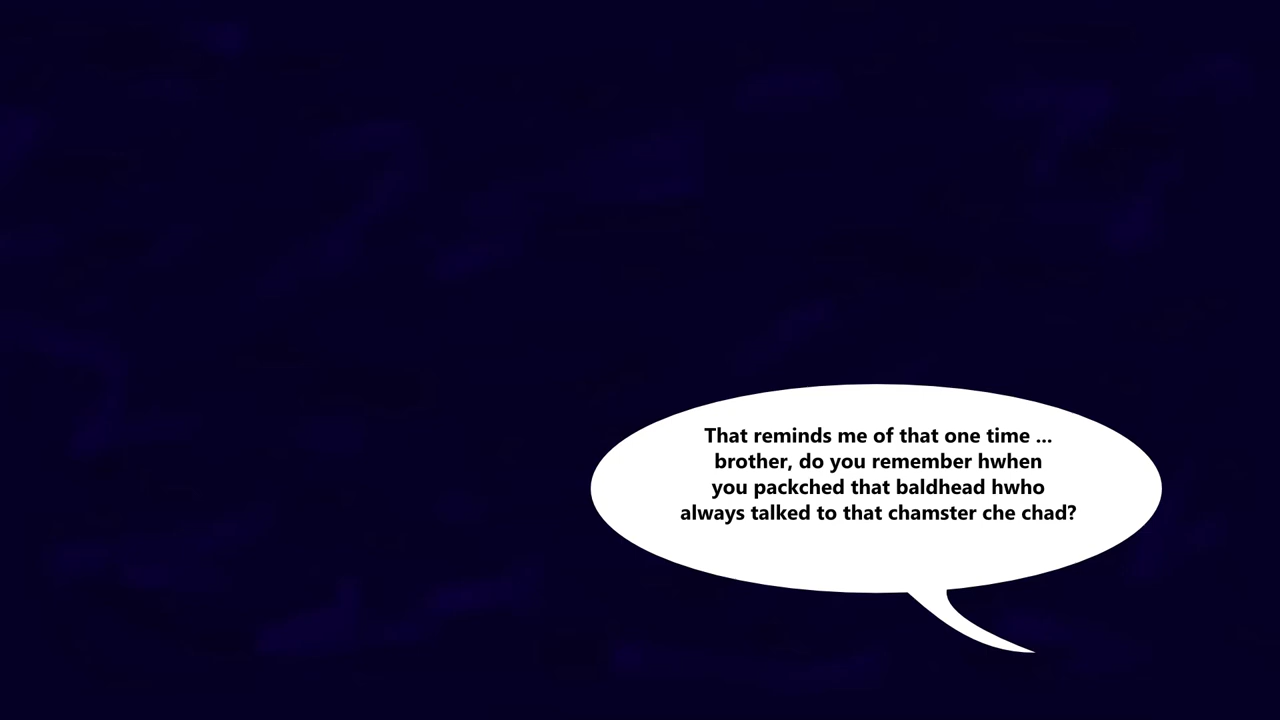 That reminds me of that one time ...
brother, do you remember hwhen
you packched that baldhead hwho
always talked to that chamster che chad?